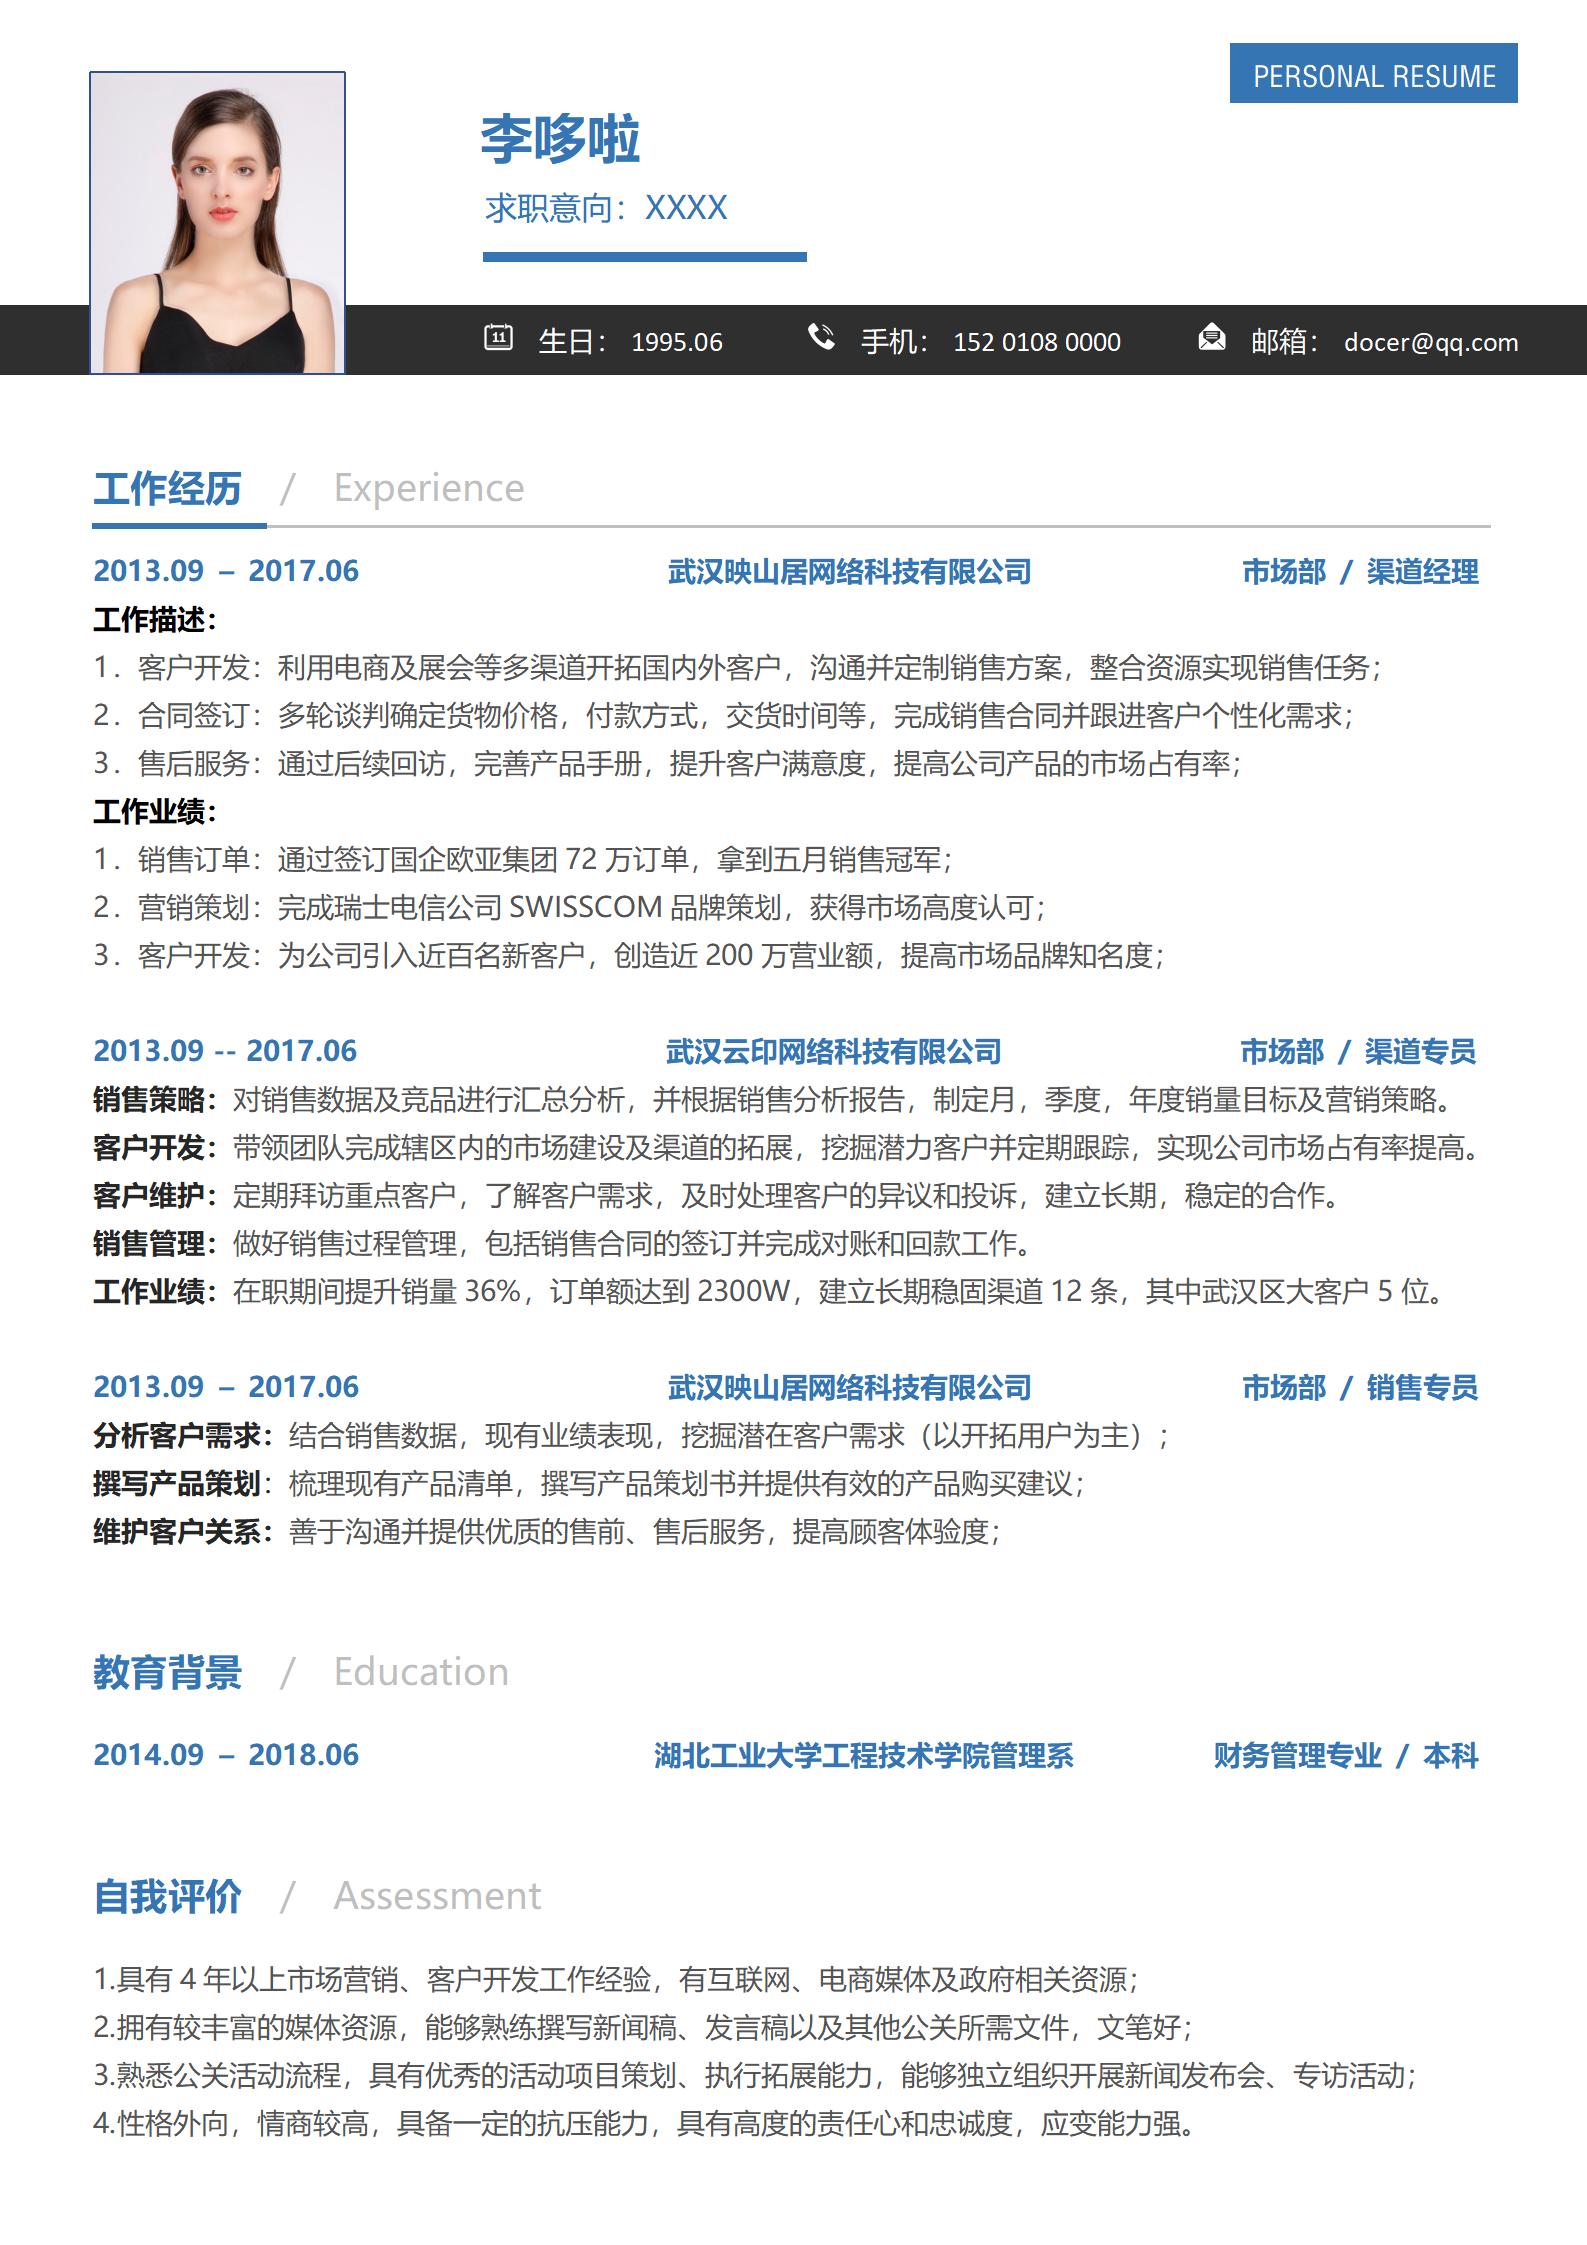 PERSONAL RESUME
李哆啦
求职意向：XXXX
11 生日： 1995.06 手机： 152 0108 0000 邮箱： docer@qq.com
工作经历 / Experience
2013.09 – 2017.06 武汉映山居网络科技有限公司 市场部 / 渠道经理
工作描述：
1. 客户开发：利用电商及展会等多渠道开拓国内外客户，沟通并定制销售方案，整合资源实现销售任务；
2. 合同签订：多轮谈判确定货物价格，付款方式，交货时间等，完成销售合同并跟进客户个性化需求；
3. 售后服务：通过后续回访，完善产品手册，提升客户满意度，提高公司产品的市场占有率；
工作业绩：
1. 销售订单：通过签订国企欧亚集团 72 万订单，拿到五月销售冠军；
2. 营销策划：完成瑞士电信公司 SWISSCOM 品牌策划，获得市场高度认可；
3. 客户开发：为公司引入近百名新客户，创造近 200 万营业额，提高市场品牌知名度；
2013.09 -- 2017.06 武汉云印网络科技有限公司 市场部 / 渠道专员
销售策略：对销售数据及竞品进行汇总分析，并根据销售分析报告，制定月，季度，年度销量目标及营销策略。
客户开发：带领团队完成辖区内的市场建设及渠道的拓展，挖掘潜力客户并定期跟踪，实现公司市场占有率提高。
客户维护：定期拜访重点客户，了解客户需求，及时处理客户的异议和投诉，建立长期，稳定的合作。
销售管理：做好销售过程管理，包括销售合同的签订并完成对账和回款工作。
工作业绩：在职期间提升销量 36%，订单额达到 2300W，建立长期稳固渠道 12 条，其中武汉区大客户 5 位。
2013.09 – 2017.06 武汉映山居网络科技有限公司 市场部 / 销售专员
分析客户需求：结合销售数据，现有业绩表现，挖掘潜在客户需求（以开拓用户为主）；
撰写产品策划：梳理现有产品清单，撰写产品策划书并提供有效的产品购买建议；
维护客户关系：善于沟通并提供优质的售前、售后服务，提高顾客体验度；
教育背景 / Education
2014.09 – 2018.06 湖北工业大学工程技术学院管理系 财务管理专业 / 本科
自我评价 / Assessment
1.具有 4 年以上市场营销、客户开发工作经验，有互联网、电商媒体及政府相关资源；
2.拥有较丰富的媒体资源，能够熟练撰写新闻稿、发言稿以及其他公关所需文件，文笔好；
3.熟悉公关活动流程，具有优秀的活动项目策划、执行拓展能力，能够独立组织开展新闻发布会、专访活动；
4.性格外向，情商较高，具备一定的抗压能力，具有高度的责任心和忠诚度，应变能力强。